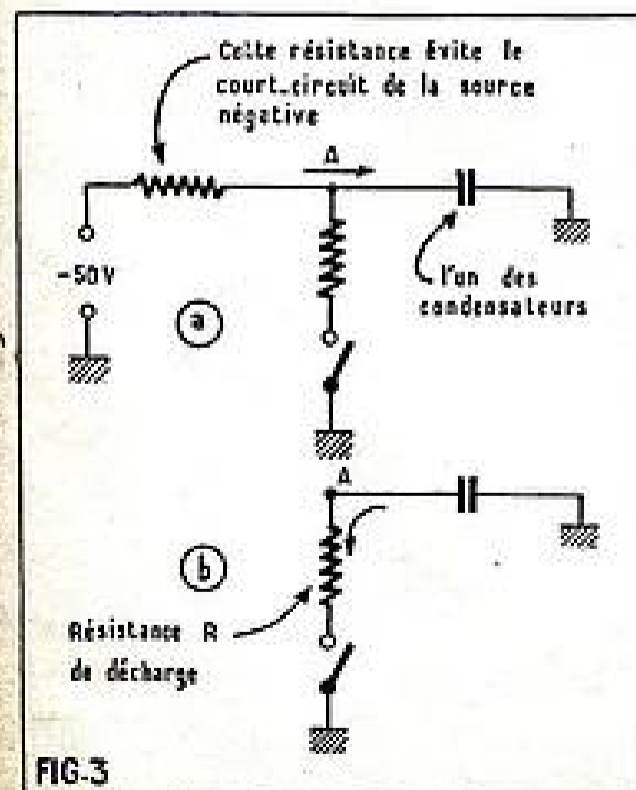 Cette résistance évite le
court-circuit de la source
négative
A
-50V
a
l'un des
condensateurs
A
b
Résistance R
de décharge
FIG.3